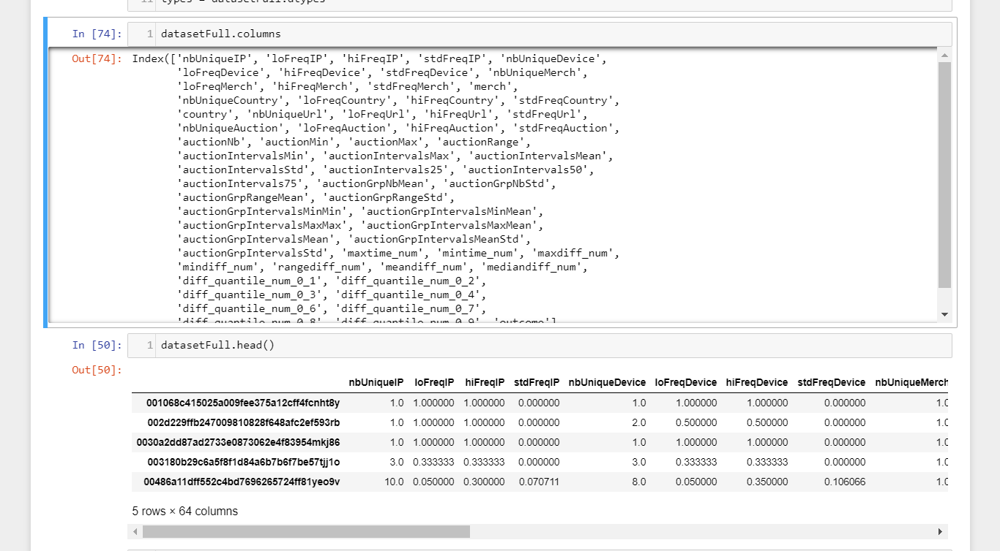 11 types = datasetFull.dtypes
In [74]: 1 datasetFull.columns
Out[74]: Index(['nbUniqueIP', 'loFreqIP', 'hiFreqIP', 'stdFreqIP', 'nbUniqueDevice',
'loFreqDevice', 'hiFreqDevice', 'stdFreqDevice', 'nbUniqueMerch',
'loFreqMerch', 'hiFreqMerch', 'stdFreqMerch', 'merch',
'nbUniqueCountry', 'loFreqCountry', 'hiFreqCountry', 'stdFreqCountry',
'country', 'nbUniqueUrl', 'loFreqUrl', 'hiFreqUrl', 'stdFreqUrl',
'nbUniqueAuction', 'loFreqAuction', 'hiFreqAuction', 'stdFreqAuction',
'auctionNb', 'auctionMin', 'auctionMax', 'auctionRange',
'auctionIntervalsMin', 'auctionIntervalsMax', 'auctionIntervalsMean',
'auctionIntervalsStd', 'auctionIntervals25', 'auctionIntervals50',
'auctionIntervals75', 'auctionGrpNbMean', 'auctionGrpNbStd',
'auctionGrpRangeMean', 'auctionGrpRangeStd',
'auctionGrpIntervalsMinMin', 'auctionGrpIntervalsMinMean',
'auctionGrpIntervalsMaxMax', 'auctionGrpIntervalsMaxMean',
'auctionGrpIntervalsMean', 'auctionGrpIntervalsMeanStd',
'auctionGrpIntervalsStd', 'maxtime_num', 'mintime_num', 'maxdiff_num',
'mindiff_num', 'rangediff_num', 'meandiff_num', 'mediandiff_num',
'diff_quantile_num_0_1', 'diff_quantile_num_0_2',
'diff_quantile_num_0_3', 'diff_quantile_num_0_4',
'diff_quantile_num_0_6', 'diff_quantile_num_0_7',
'diff_quantile_num_0_8', 'diff_quantile_num_0_9', 'outcome']
In [50]: 1 datasetFull.head()
Out[50]:
nbUniqueIP loFreqIP hiFreqIP stdFreqIP nbUniqueDevice loFreqDevice hiFreqDevice stdFreqDevice nbUniqueMerch
001068c415025a009fee375a12cff4fcnht8y 1.0 1.000000 1.000000 0.000000 1.0 1.000000 1.000000 0.000000 1.0
002d229ffb247009810828f648afc2ef593rb 1.0 1.000000 1.000000 0.000000 2.0 0.500000 0.500000 0.000000 1.0
0030a2dd87ad2733e0873062e4f83954mkj86 1.0 1.000000 1.000000 0.000000 1.0 1.000000 1.000000 0.000000 1.0
003180b29c6a5f8f1d84a6b7b6f7be57tjj1o 3.0 0.333333 0.333333 0.000000 3.0 0.333333 0.333333 0.000000 1.0
00486a11dff552c4bd7696265724ff81yeo9v 10.0 0.050000 0.300000 0.070711 8.0 0.050000 0.350000 0.106066 1.0
5 rows × 64 columns